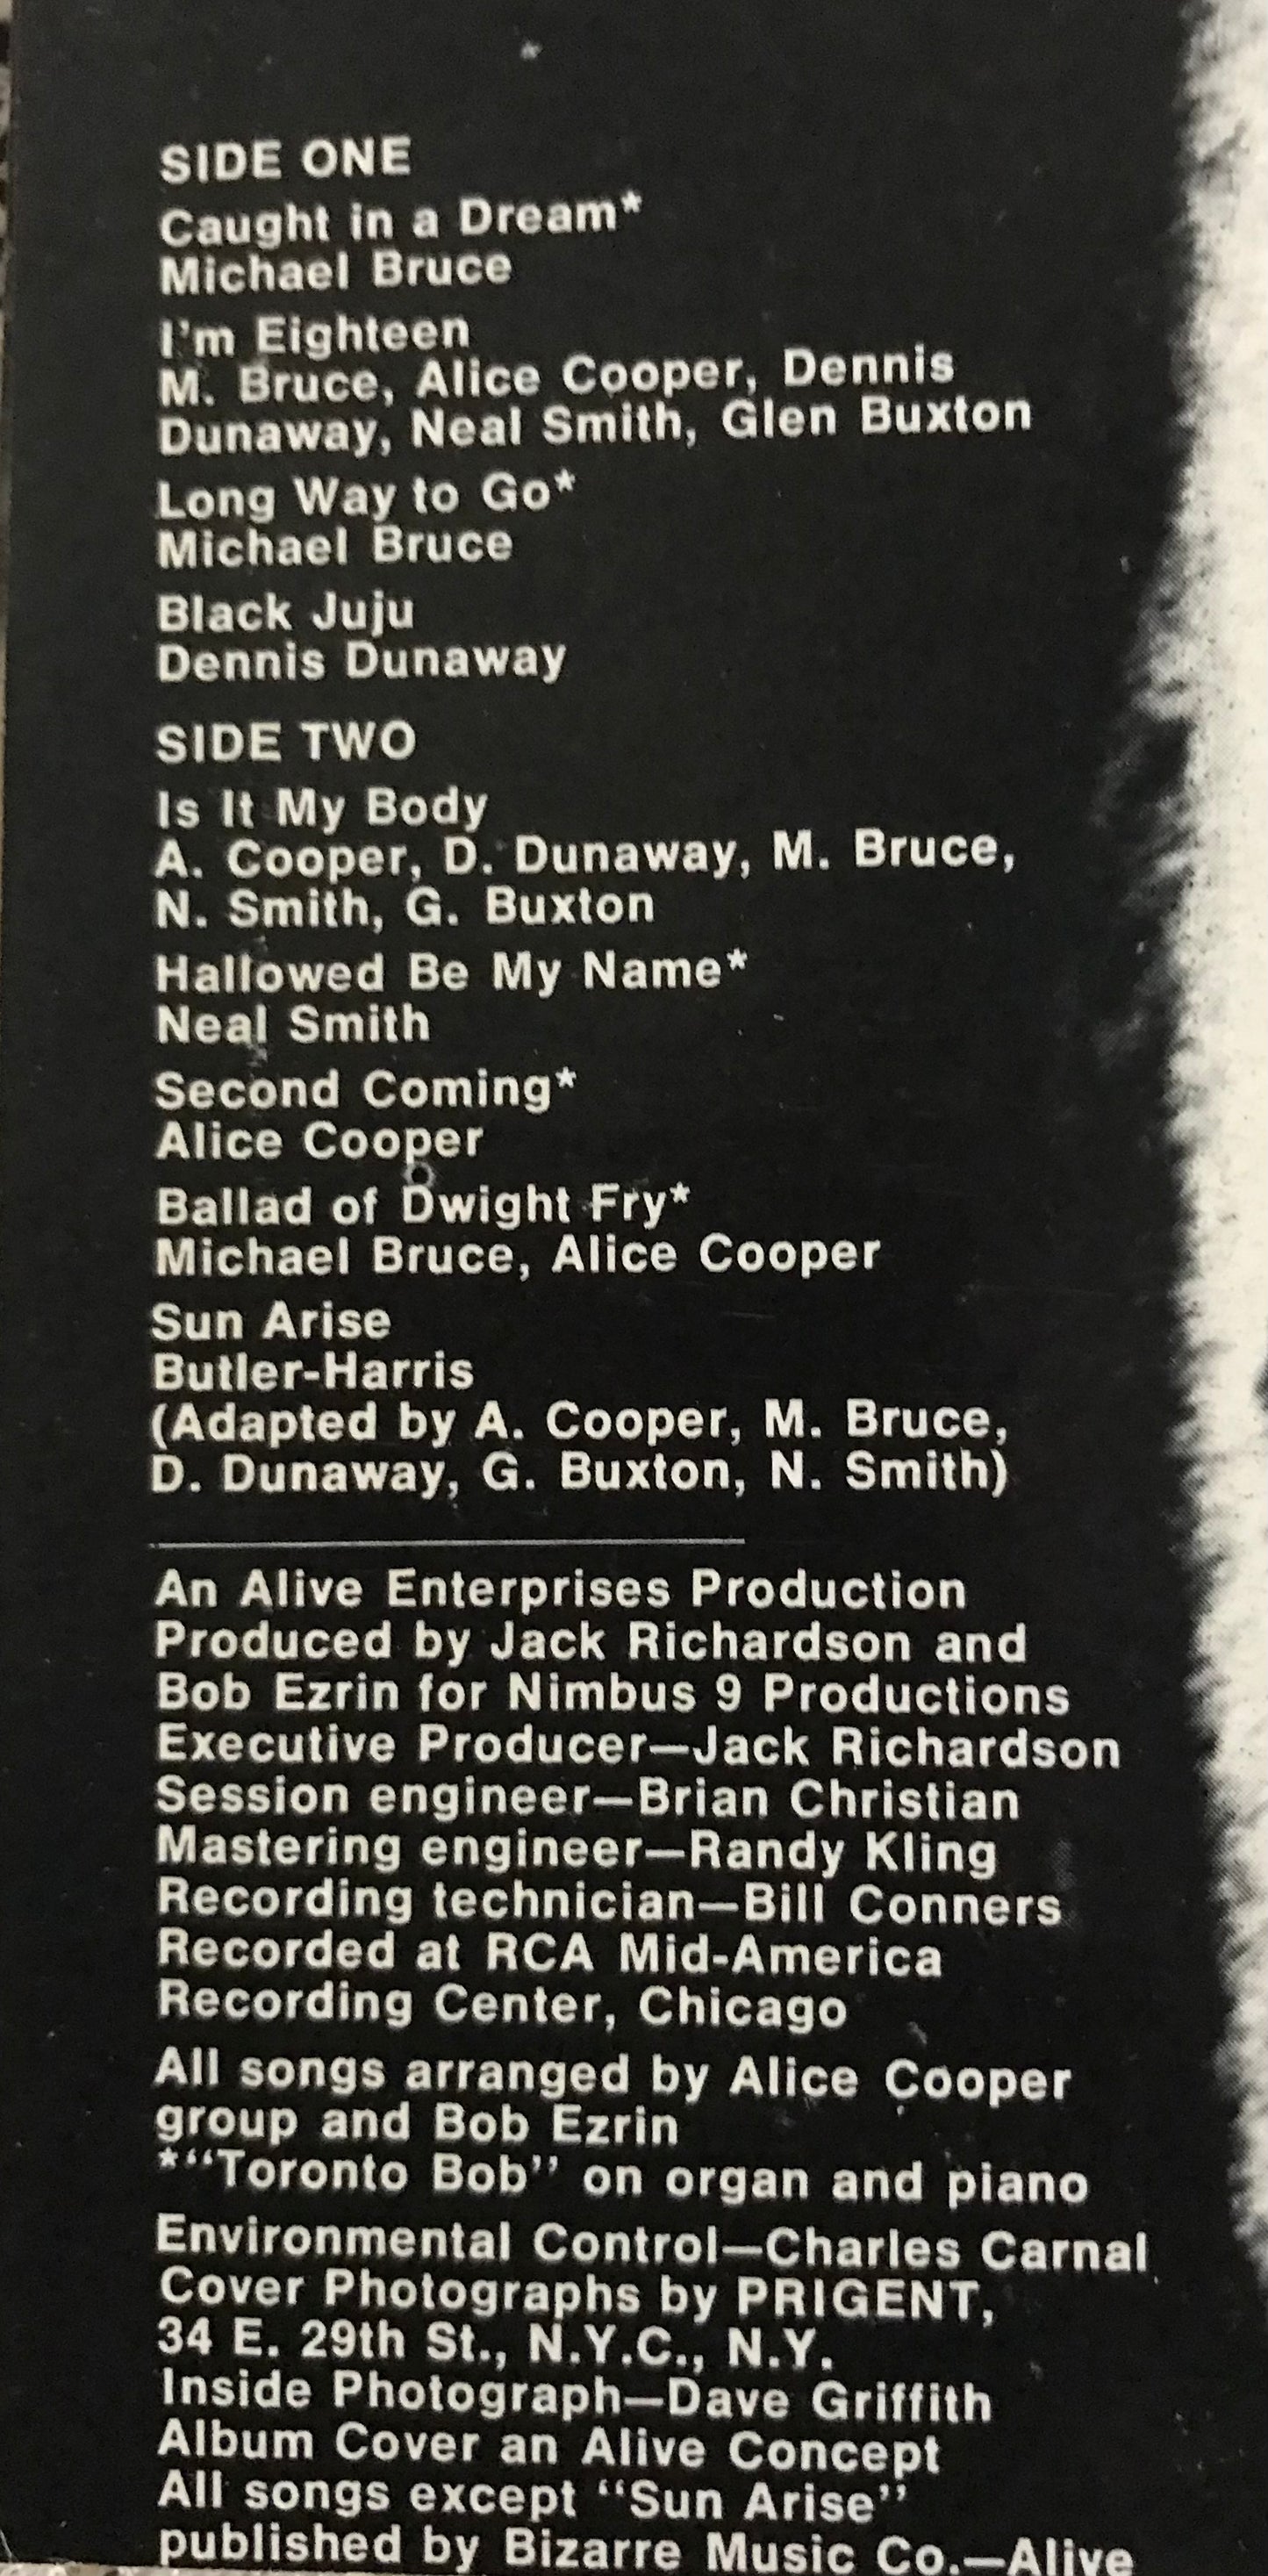 SIDE ONE
Caught in a Dream*
Michael Bruce
I'm Eighteen
M. Bruce, Alice Cooper, Dennis
Dunaway, Neal Smith, Glen Buxton
Long Way to Go*
Michael Bruce
Black Juju
Dennis Dunaway
SIDE TWO
Is It My Body
A. Cooper, D. Dunaway, M. Bruce,
N. Smith, G. Buxton
Hallowed Be My Name*
Neal Smith
Second Coming*
Alice Cooper
Ballad of Dwight Fry*
Michael Bruce, Alice Cooper
Sun Arise
Butler-Harris
(Adapted by A. Cooper, M. Bruce,
D. Dunaway, G. Buxton, N. Smith)
An Alive Enterprises Production
Produced by Jack Richardson and
Bob Ezrin for Nimbus 9 Productions
Executive Producer—Jack Richardson
Session engineer—Brian Christian
Mastering engineer—Randy Kling
Recording technician—Bill Conners
Recorded at RCA Mid-America
Recording Center, Chicago
All songs arranged by Alice Cooper
group and Bob Ezrin
*“Toronto Bob” on organ and piano
Environmental Control—Charles Carnal
Cover Photographs by PRIGENT,
34 E. 29th St., N.Y.C., N.Y.
Inside Photograph—Dave Griffith
Album Cover an Alive Concept
All songs except “Sun Arise”
published by Bizarre Music Co.—Alive